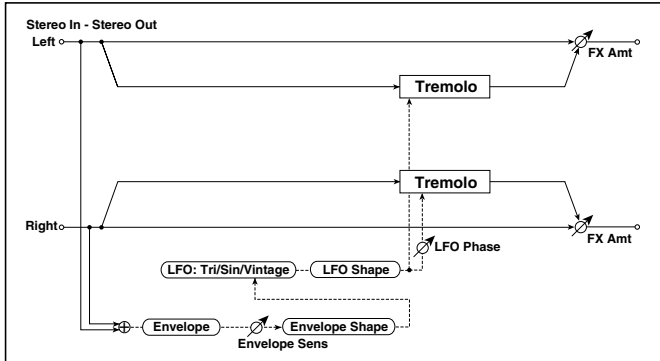 Stereo In - Stereo Out
Left
FX Amt
Tremolo
Tremolo
Right
FX Amt
LFO Phase
LFO: Tri/Sin/Vintage
LFO Shape
Envelope
Envelope Shape
Envelope Sens